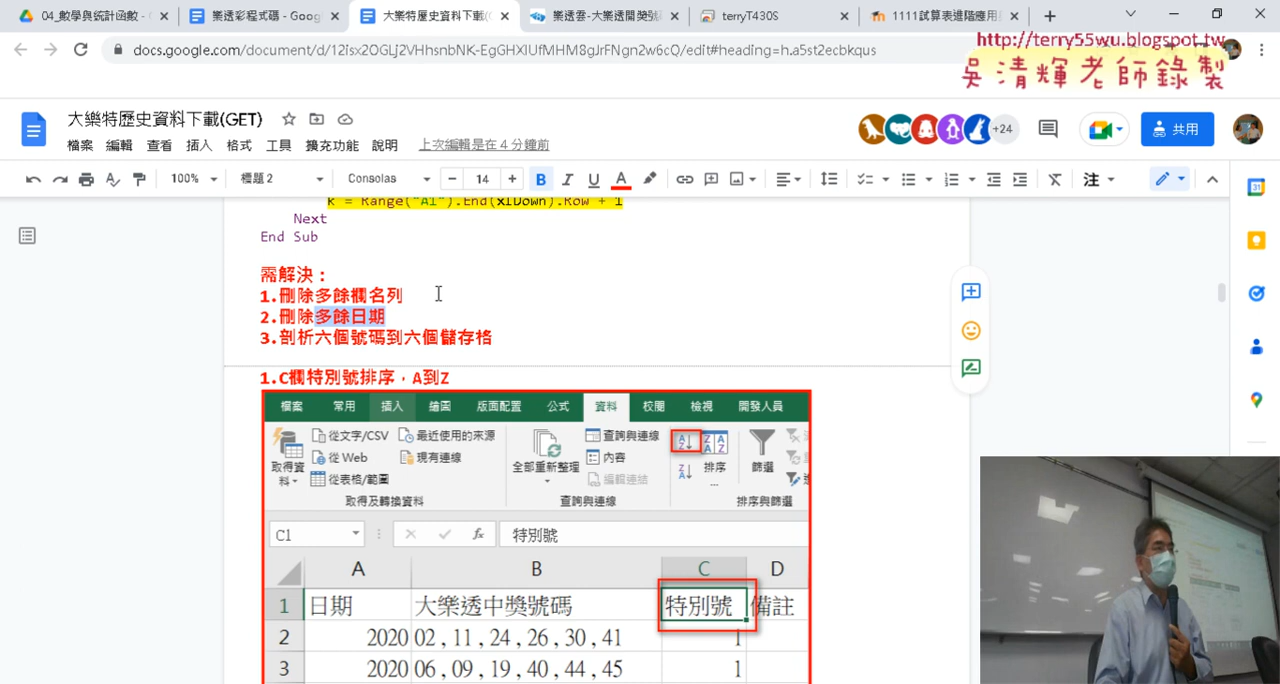 04_數學與統計函數 - G
樂透彩程式碼 - Goog
大樂特歷史資料下載(G
樂透雲-大樂透開獎號
terryT430S
1111試算表進階應用
docs.google.com/document/d/12isx2OGLj2VHhsnbNK-EgGHXIUfMHM8gJrFNgn2w6CQ/edit#heading=h.a5st2ecbkqus
http://terry55wu.blogspot.tw
吳清輝老師錄製
大樂特歷史資料下載(GET)
+24
共用
檔案 編輯 查看 插入 格式 工具 擴充功能 說明 上次編輯是在 4 分鐘前
100% 標題 2 Consolas 14 B I U A 注
k = Range("A1").End(xlDown).Row + 1
Next
End Sub
需解決：
1.刪除多餘欄名列
2.刪除多餘日期
3.剖析六個號碼到六個儲存格
1.C欄特別號排序，A到Z
檔案 常用 插入 繪圖 版面配置 公式 資料 校閱 檢視 開發人員
從文字/CSV 最近使用的來源 查詢與連線
取得資料 從 Web 現有連線 全部重新整理 內容 排序... 篩選
從表格/範圍 編輯連結
取得及轉換資料 查詢與連線 排序與篩選
C1 fx 特別號
A B C D
1 日期 大樂透中獎號碼 特別號 備註
2 2020 02 , 11 , 24 , 26 , 30 , 41 1
3 2020 06 , 09 , 19 , 40 , 44 , 45 1